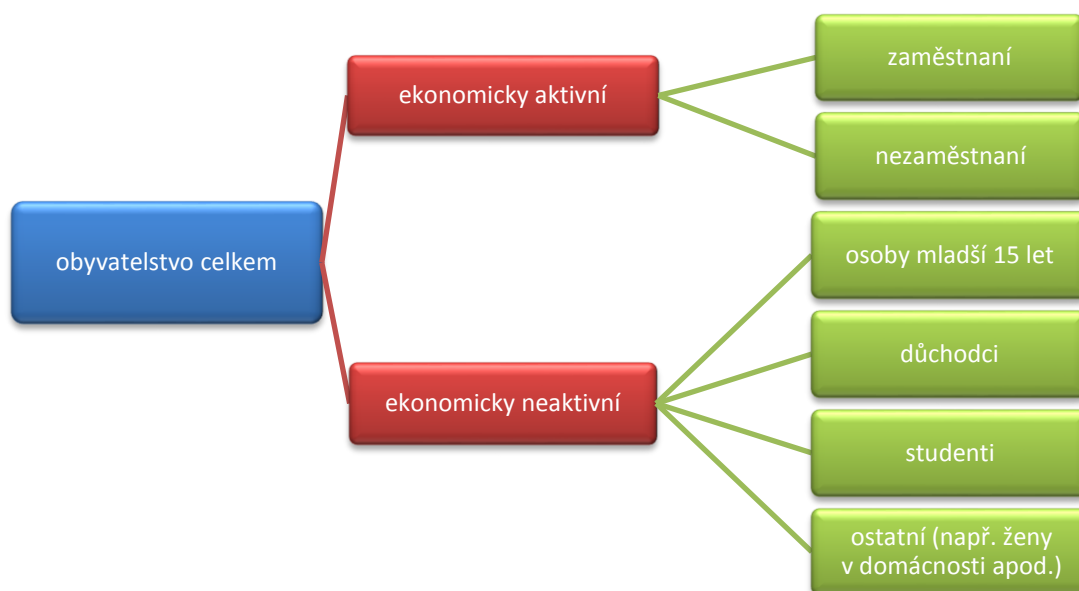 obyvatelstvo celkem
ekonomicky aktivní
zaměstnaní
nezaměstnaní
ekonomicky neaktivní
osoby mladší 15 let
důchodci
studenti
ostatní (např. ženy
v domácnosti apod.)